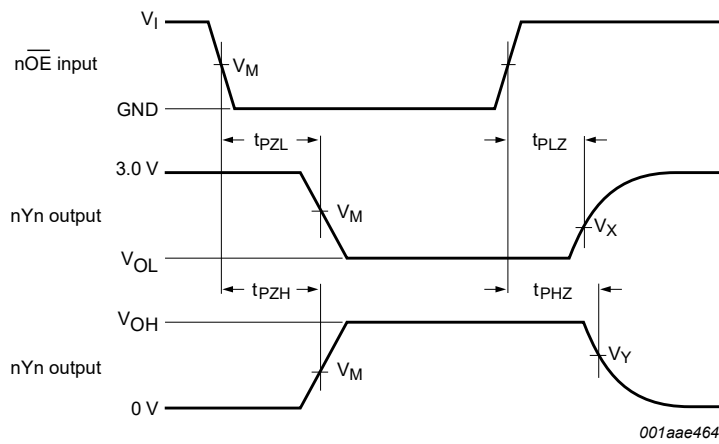 V_I
nO̅E̅ input
V_M
GND
t_PZL
t_PLZ
3.0 V
nYn output
V_M
V_X
V_OL
t_PZH
t_PHZ
V_OH
nYn output
V_M
V_Y
0 V
001aae464